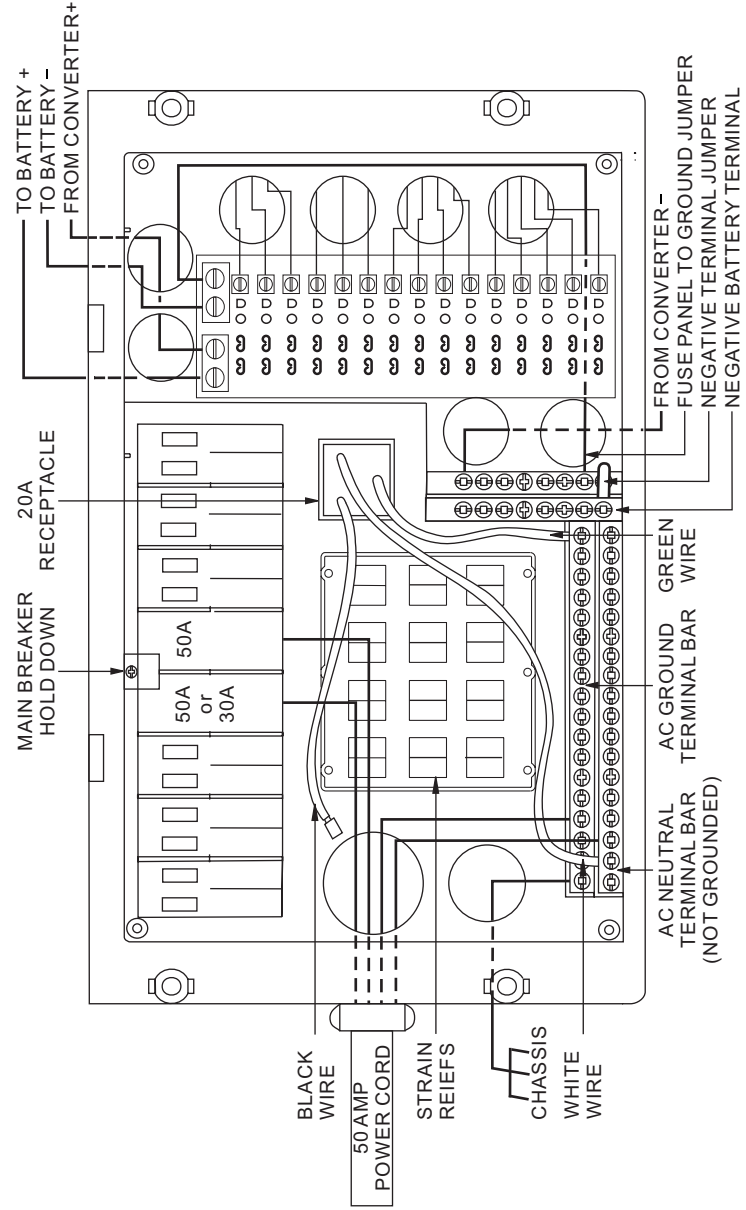 TO BATTERY +
TO BATTERY -
FROM CONVERTER+
20A
RECEPTACLE
MAIN BREAKER
HOLD DOWN
50A
50A
or
30A
BLACK
WIRE
50 AMP
POWER CORD
STRAIN
REIEFS
CHASSIS
WHITE
WIRE
AC NEUTRAL
TERMINAL BAR
(NOT GROUNDED)
AC GROUND
TERMINAL BAR
GREEN
WIRE
FROM CONVERTER-
FUSE PANEL TO GROUND JUMPER
NEGATIVE TERMINAL JUMPER
NEGATIVE BATTERY TERMINAL